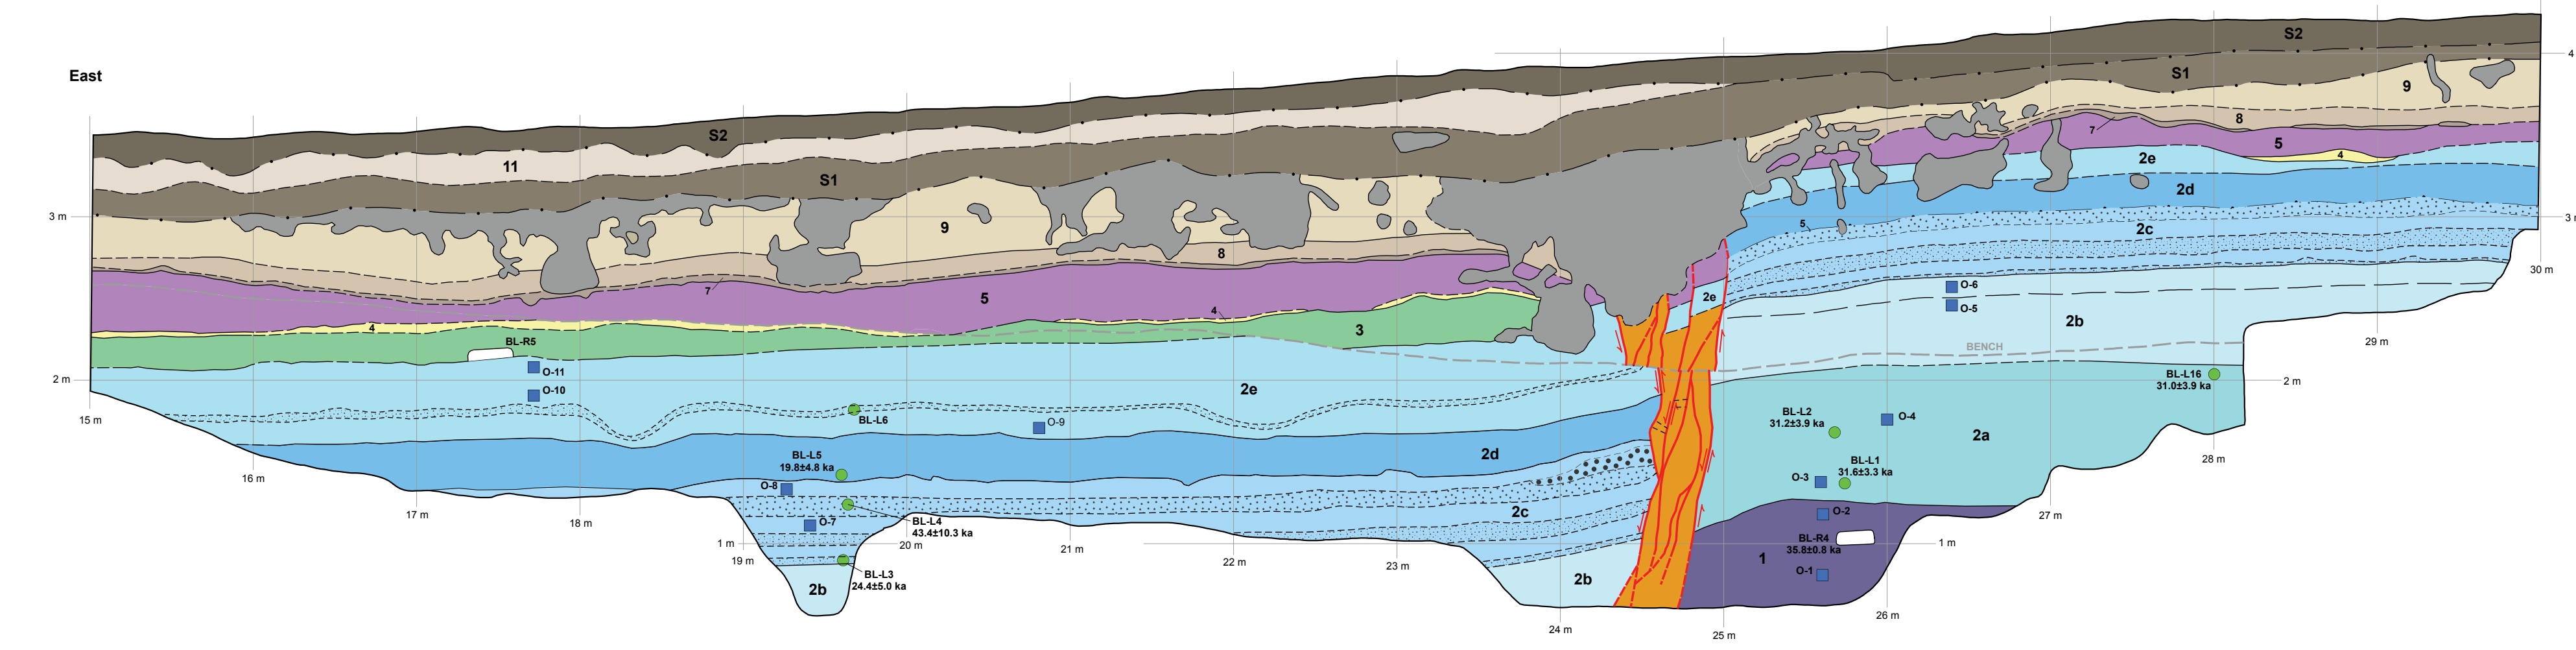 East
S2
S2
4
S1
9
11
S1
7
8
5
4
2e
2d
3 m
3 m
9
8
5
2c
7
5
4
4
2e
3
O-6
O-5
2b
BENCH
30 m
29 m
BL-R5
O-11
O-10
2 m
2 m
15 m
2e
BL-L16
31.0±3.9 ka
BL-L6
O-9
BL-L2
31.2±3.9 ka
O-4
2a
2d
BL-L5
19.8±4.8 ka
O-8
BL-L1
31.6±3.3 ka
O-3
28 m
16 m
17 m
18 m
O-7
BL-L4
43.4±10.3 ka
2c
O-2
27 m
1 m
1 m
19 m
20 m
21 m
22 m
23 m
BL-R4
35.8±0.8 ka
1
O-1
BL-L3
24.4±5.0 ka
2b
2b
26 m
24 m
25 m